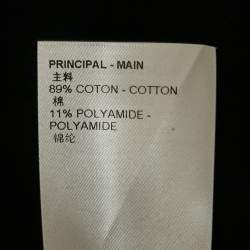 PRINCIPAL - MAIN
主料
89% COTON - COTTON
棉
11% POLYAMIDE -
POLYAMIDE
锦纶